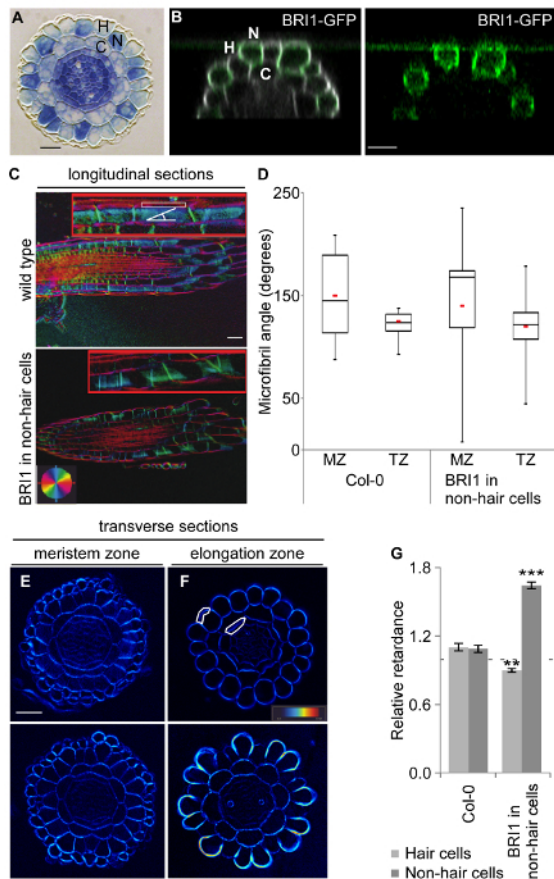 A
H
N
C
B
BRI1-GFP
N
H
C
BRI1-GFP
C
longitudinal sections
wild type
BRI1 in non-hair cells
D
Microfibril angle (degrees)
250
150
50
0
MZ TZ MZ TZ
Col-0
BRI1 in
non-hair cells
transverse sections
meristem zone
elongation zone
E
F
G
Relative retardance
1.8
1.2
0.6
0.0
**
***
Col-0
BRI1 in
non-hair cells
Hair cells
Non-hair cells